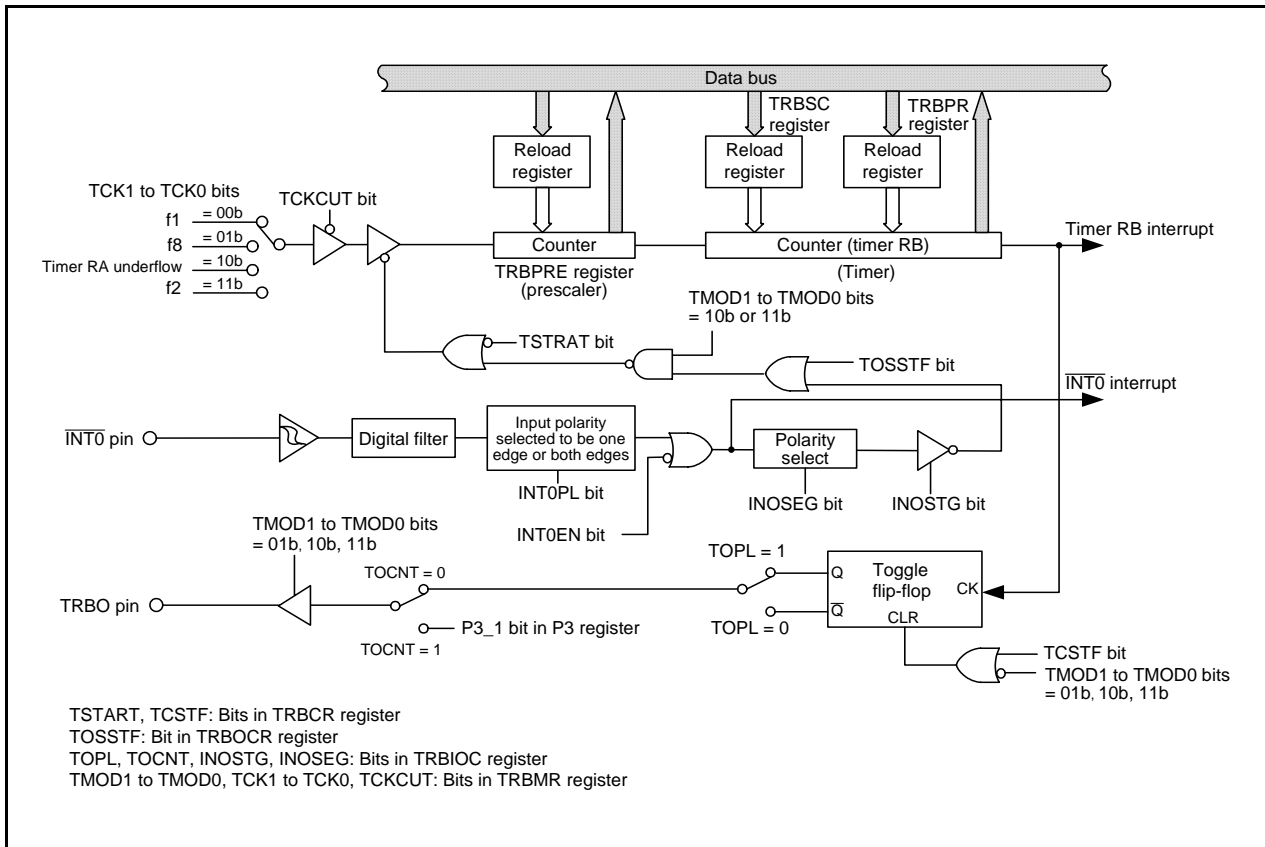 Data bus
TRBSC
register
TRBPR
register
Reload
register
Reload
register
Reload
register
TCK1 to TCK0 bits
TCKCUT bit
f1
= 00b
f8
= 01b
Timer RA underflow
= 10b
f2
= 11b
Counter
TRBPRE register
(prescaler)
Counter (timer RB)
(Timer)
Timer RB interrupt
TMOD1 to TMOD0 bits
= 10b or 11b
TSTRAT bit
TOSSTF bit
INT0 interrupt
INT0 pin
Digital filter
Input polarity
selected to be one
edge or both edges
Polarity
select
INT0PL bit
INOSEG bit
INOSTG bit
INT0EN bit
TMOD1 to TMOD0 bits
= 01b, 10b, 11b
TOPL = 1
TOCNT = 0
Q
Toggle
flip-flop
CK
TRBO pin
Q
P3_1 bit in P3 register
TOPL = 0
CLR
TOCNT = 1
TCSTF bit
TMOD1 to TMOD0 bits
= 01b, 10b, 11b
TSTART, TCSTF: Bits in TRBCR register
TOSSTF: Bit in TRBOCR register
TOPL, TOCNT, INOSTG, INOSEG: Bits in TRBIOC register
TMOD1 to TMOD0, TCK1 to TCK0, TCKCUT: Bits in TRBMR register